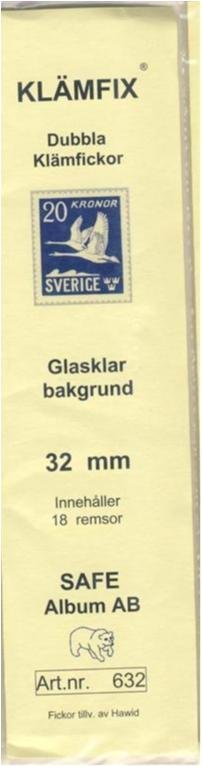 KLÄMFIX®
Dubbla
Klämfickor
20 KRONOR
SVERIGE
Glasklar
bakgrund
32 mm
Innehåller
18 remsor
SAFE
Album AB
Art.nr. 632
Fickor tillv. av Hawid